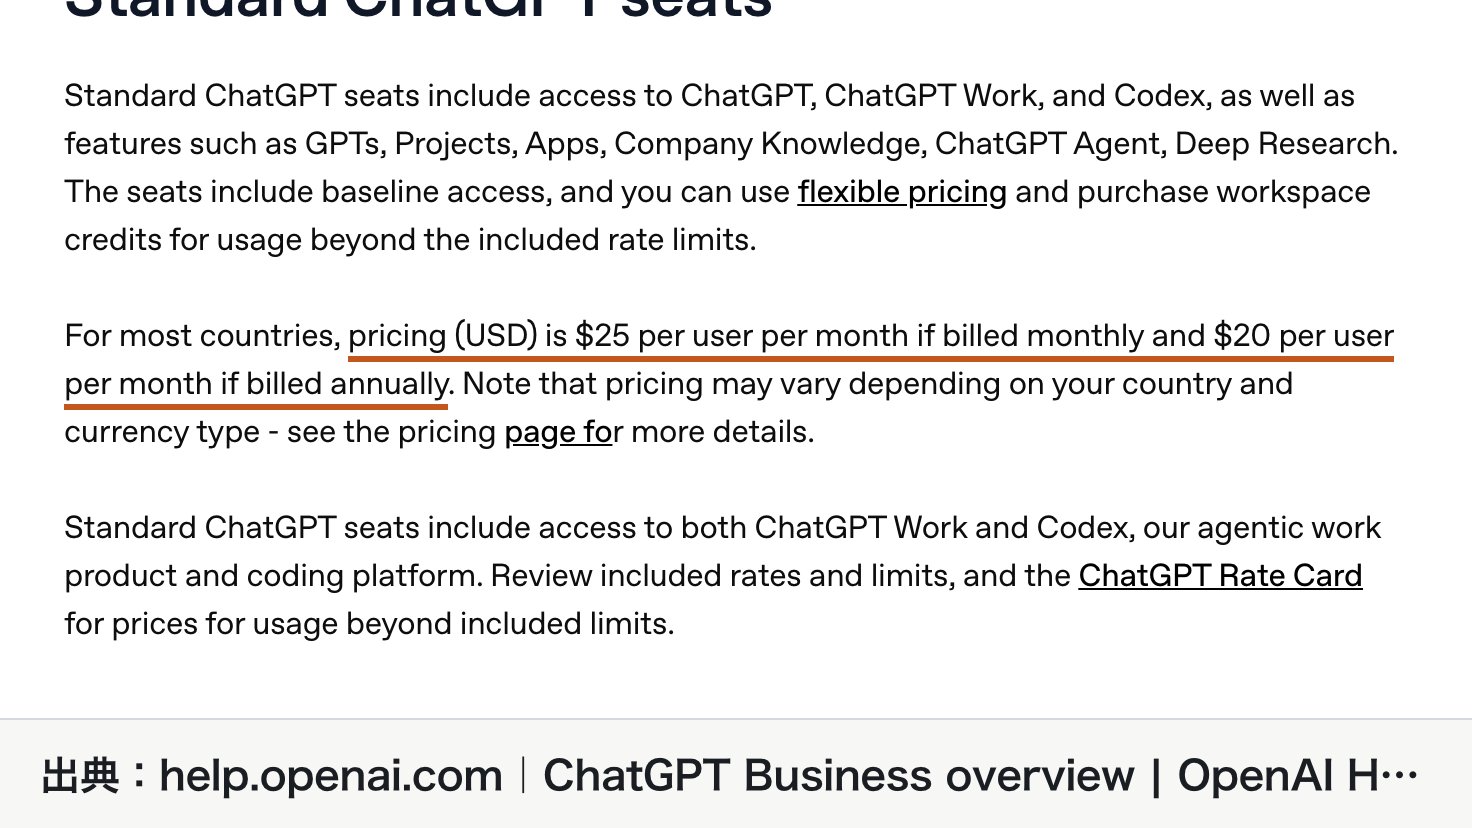 Standard ChatGPT seats
Standard ChatGPT seats include access to ChatGPT, ChatGPT Work, and Codex, as well as
features such as GPTs, Projects, Apps, Company Knowledge, ChatGPT Agent, Deep Research.
The seats include baseline access, and you can use flexible pricing and purchase workspace
credits for usage beyond the included rate limits.
For most countries, pricing (USD) is $25 per user per month if billed monthly and $20 per user
per month if billed annually. Note that pricing may vary depending on your country and
currency type - see the pricing page for more details.
Standard ChatGPT seats include access to both ChatGPT Work and Codex, our agentic work
product and coding platform. Review included rates and limits, and the ChatGPT Rate Card
for prices for usage beyond included limits.
出典：help.openai.com｜ChatGPT Business overview | OpenAI H…